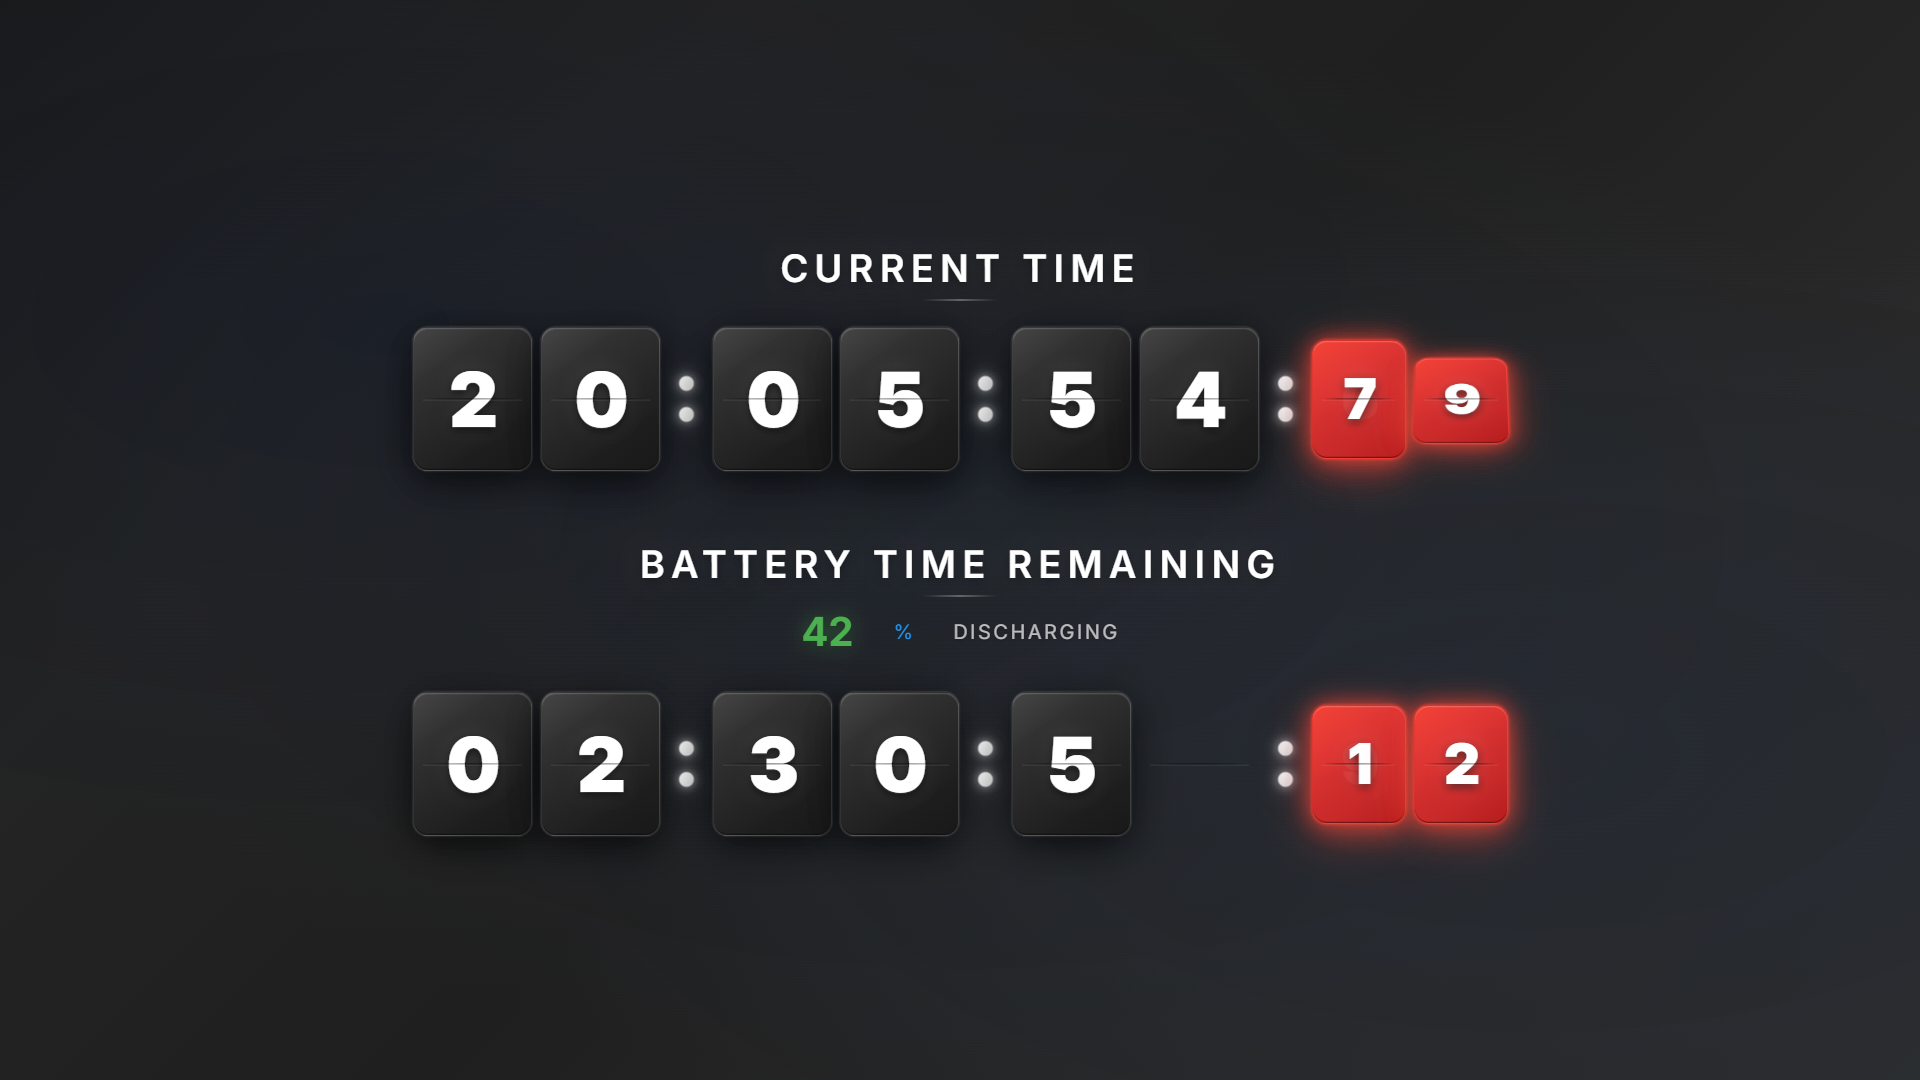 CURRENT TIME
20:05:54:79
BATTERY TIME REMAINING
42 % DISCHARGING
02:30:5 :12